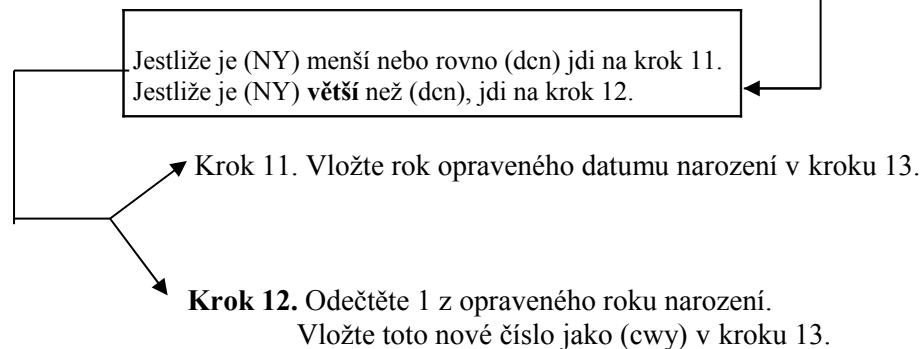 Jestliže je (NY) menší nebo rovno (dcn) jdi na krok 11.
Jestliže je (NY) větší než (dcn), jdi na krok 12.
Krok 11. Vložte rok opraveného datumu narození v kroku 13.
Krok 12. Odečtěte 1 z opraveného roku narození.
Vložte toto nové číslo jako (cwy) v kroku 13.